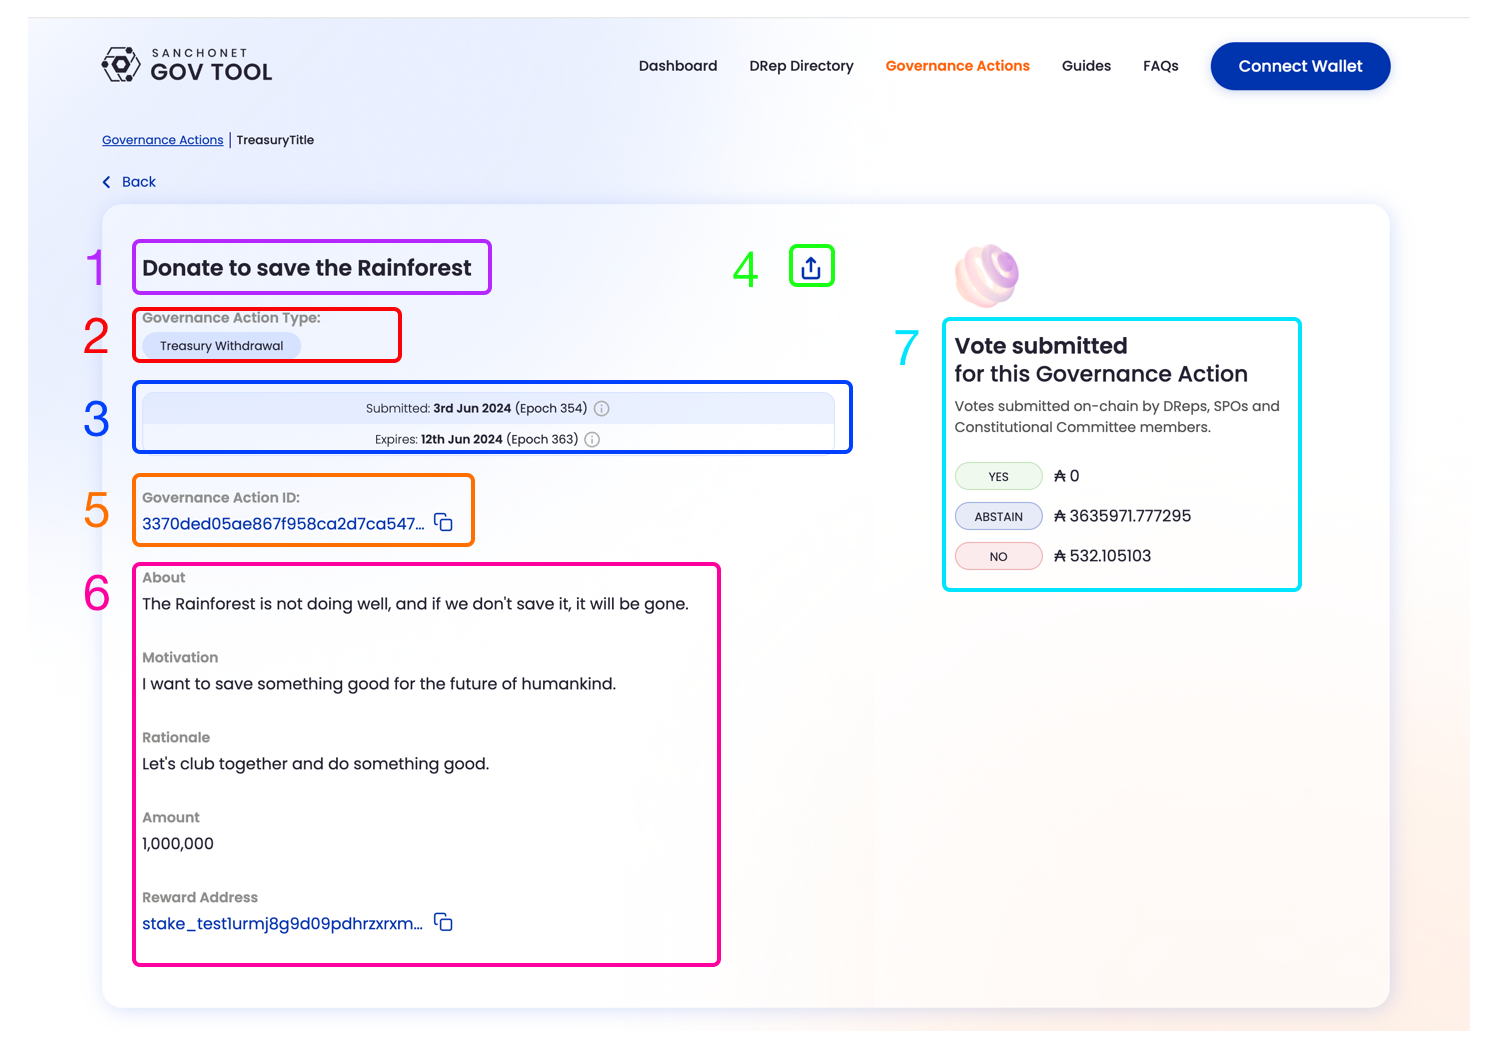 SANCHONET
GOV TOOL
Dashboard
DRep Directory
Governance Actions
Guides
FAQs
Connect Wallet
Governance Actions | TreasuryTitle
Back
1
Donate to save the Rainforest
4
2
Governance Action Type:
Treasury Withdrawal
3
Submitted: 3rd Jun 2024 (Epoch 354)
Expires: 12th Jun 2024 (Epoch 363)
5
Governance Action ID:
3370ded05ae867f958ca2d7ca547...
6
About
The Rainforest is not doing well, and if we don't save it, it will be gone.
Motivation
I want to save something good for the future of humankind.
Rationale
Let's club together and do something good.
Amount
1,000,000
Reward Address
stake_test1urmj8g9d09pdhrzxrxm...
7
Vote submitted
for this Governance Action
Votes submitted on-chain by DReps, SPOs and
Constitutional Committee members.
YES ₳ 0
ABSTAIN ₳ 3635971.777295
NO ₳ 532.105103